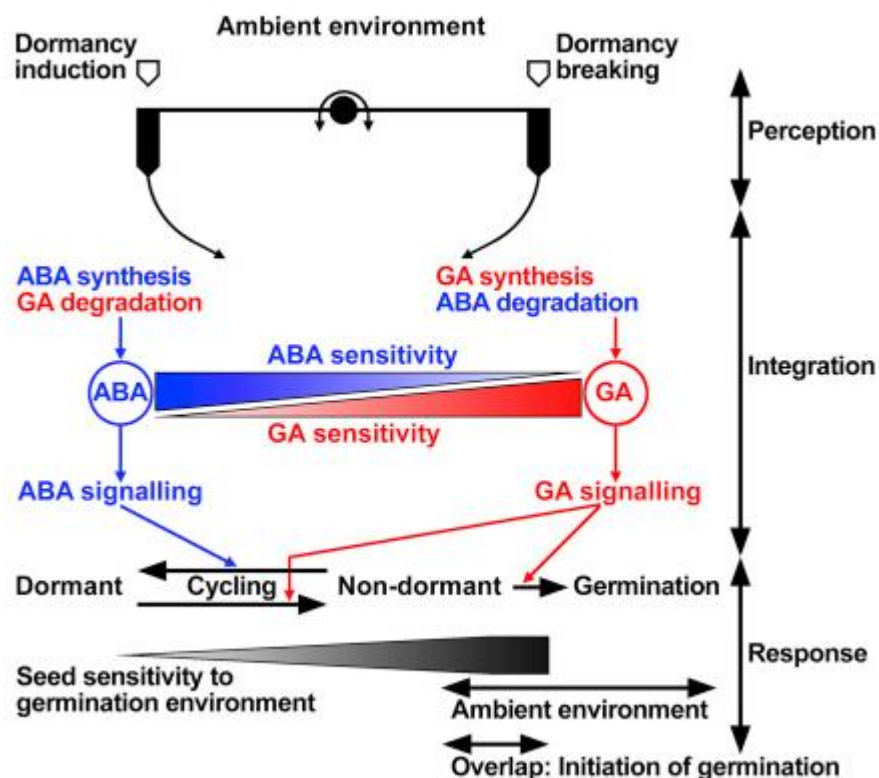 Ambient environment
Dormancy
induction
Dormancy
breaking
Perception
ABA synthesis
GA degradation
GA synthesis
ABA degradation
ABA sensitivity
Integration
ABA
GA
GA sensitivity
ABA signalling
GA signalling
Dormant
Cycling
Non-dormant
Germination
Response
Seed sensitivity to
germination environment
Ambient environment
Overlap: Initiation of germination